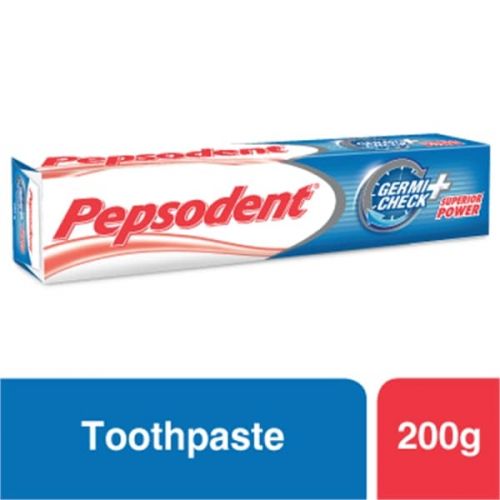 Pepsodent
GERMI
CHECK +
SUPERIOR
POWER
Toothpaste
200g